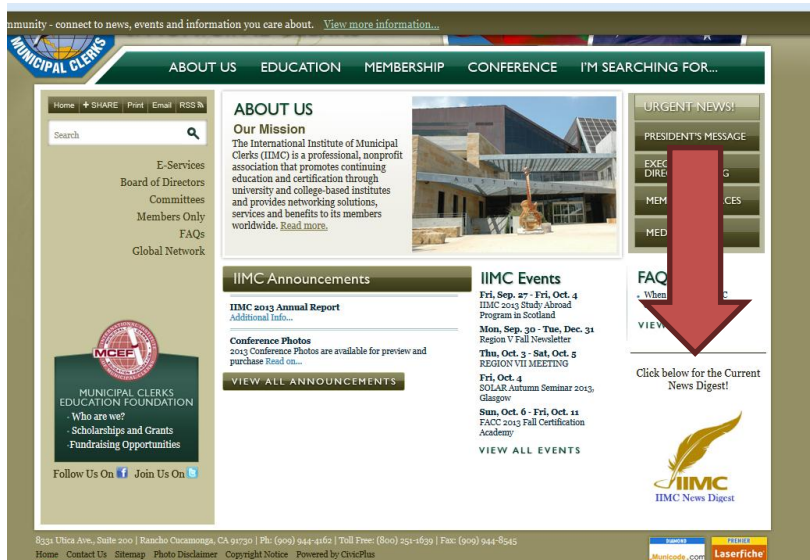 mmunity - connect to news, events and information you care about. View more information...
MUNICIPAL CLERKS
ABOUT US EDUCATION MEMBERSHIP CONFERENCE I'M SEARCHING FOR...
Home + SHARE Print Email RSS
Search
E-Services
Board of Directors
Committees
Members Only
FAQs
Global Network
MCEF
MUNICIPAL CLERKS
EDUCATION FOUNDATION
- Who are we?
- Scholarships and Grants
-Fundraising Opportunities
Follow Us On Join Us On
ABOUT US
Our Mission
The International Institute of Municipal
Clerks (IIMC) is a professional, nonprofit
association that promotes continuing
education and certification through
university and college-based institutes
and provides networking solutions,
services and benefits to its members
worldwide. Read more.
IIMC Announcements
IIMC 2013 Annual Report
Additional Info...
Conference Photos
2013 Conference Photos are available for preview and
purchase Read on...
VIEW ALL ANNOUNCEMENTS
IIMC Events
Fri, Sep. 27 - Fri, Oct. 4
IIMC 2013 Study Abroad
Program in Scotland
Mon, Sep. 30 - Tue, Dec. 31
Region V Fall Newsletter
Thu, Oct. 3 - Sat, Oct. 5
REGION VII MEETING
Fri, Oct. 4
SOLAR Autumn Seminar 2013,
Glasgow
Sun, Oct. 6 - Fri, Oct. 11
FACC 2013 Fall Certification
Academy
VIEW ALL EVENTS
URGENT NEWS!
PRESIDENT'S MESSAGE
EXEC
DIREC G
MEM CES
MED
FAQ
When C
VIEW
Click below for the Current
News Digest!
IIMC
IIMC News Digest
8331 Utica Ave., Suite 200 | Rancho Cucamonga, CA 91730 | Ph: (909) 944-4162 | Toll Free: (800) 251-1639 | Fax: (909) 944-8545
Home Contact Us Sitemap Photo Disclaimer Copyright Notice Powered by CivicPlus
DIAMOND
Municode.com
PREMIER
Laserfiche